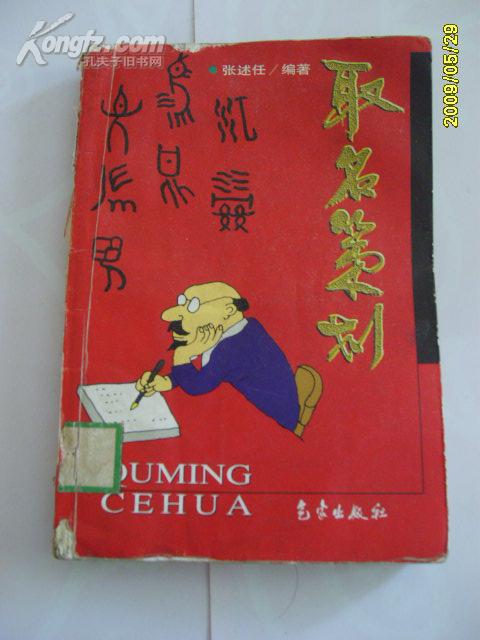 Kongfz.com
孔夫子旧书网
2009/05/29
张述任/编著
取名策划
QUMING
CEHUA
气象出版社